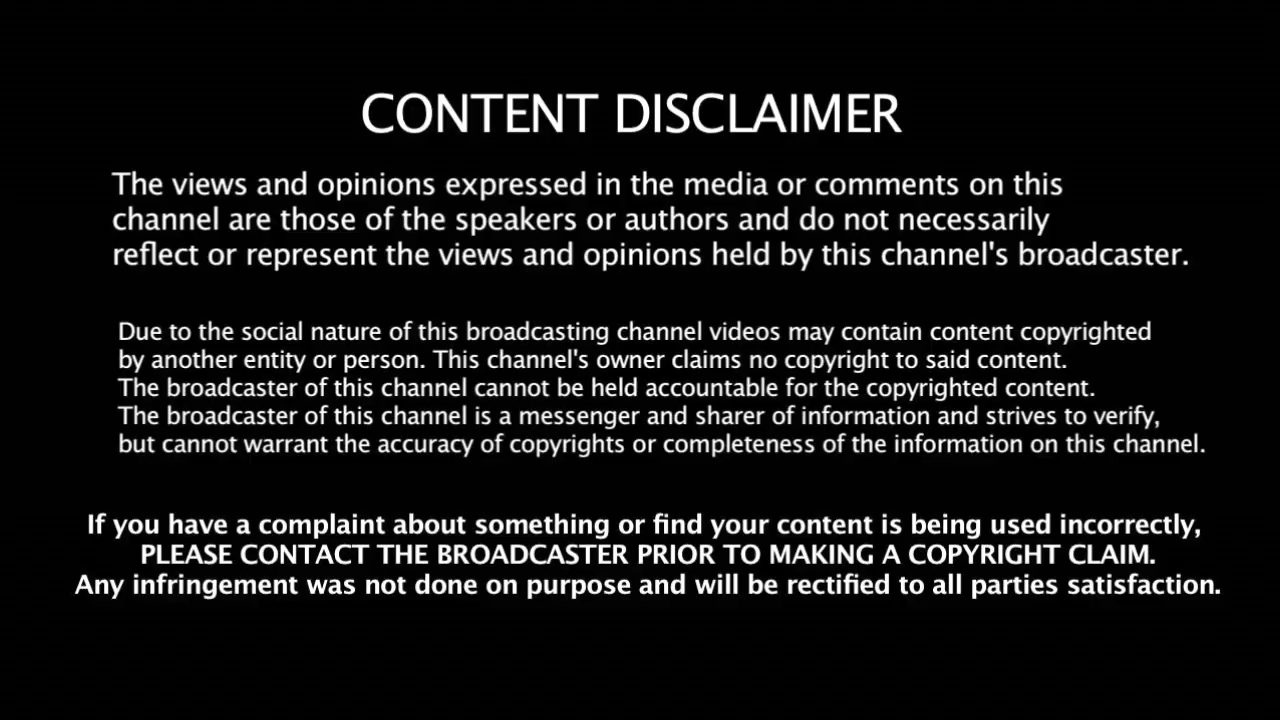 CONTENT DISCLAIMER
The views and opinions expressed in the media or comments on this
channel are those of the speakers or authors and do not necessarily
reflect or represent the views and opinions held by this channel's broadcaster.
Due to the social nature of this broadcasting channel videos may contain content copyrighted
by another entity or person. This channel's owner claims no copyright to said content.
The broadcaster of this channel cannot be held accountable for the copyrighted content.
The broadcaster of this channel is a messenger and sharer of information and strives to verify,
but cannot warrant the accuracy of copyrights or completeness of the information on this channel.
If you have a complaint about something or find your content is being used incorrectly,
PLEASE CONTACT THE BROADCASTER PRIOR TO MAKING A COPYRIGHT CLAIM.
Any infringement was not done on purpose and will be rectified to all parties satisfaction.